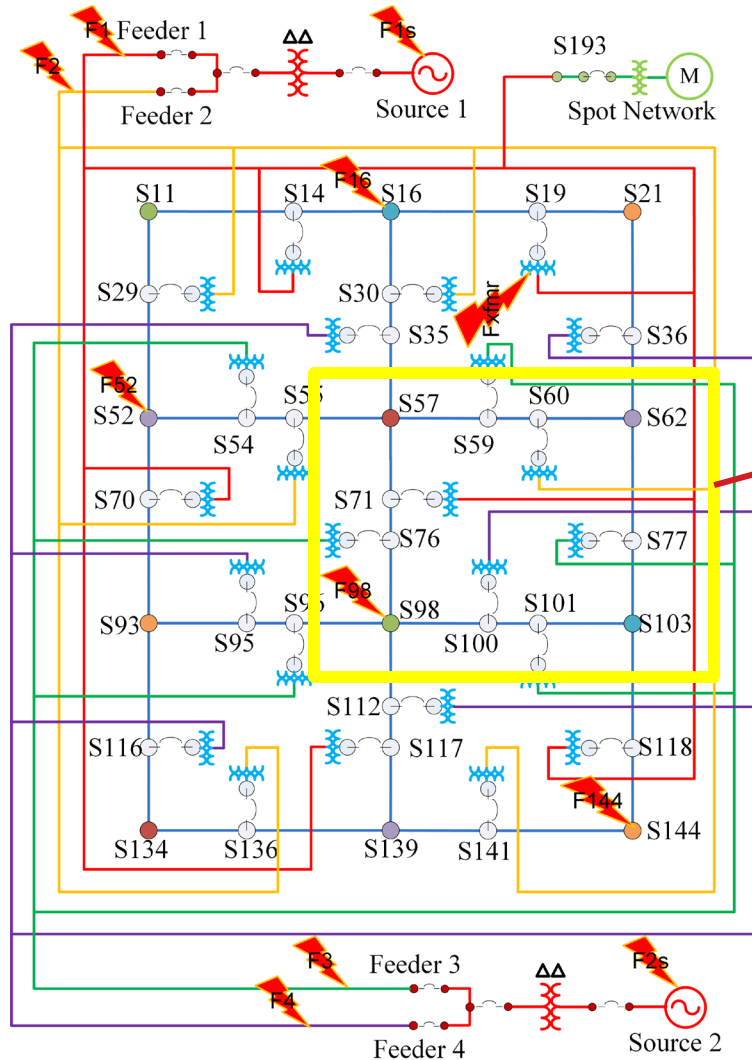 F1
Feeder 1
ΔΔ
F1s
S193
F2
M
Feeder 2
Source 1
Spot Network
F16
S11
S14
S16
S19
S21
S29
S30
Fxfmr
S35
S36
F52
S55
S57
S60
S52
S62
S54
S59
S70
S71
S76
S77
F98
S96
S98
S101
S93
S103
S95
S100
S112
S116
S117
S118
F144
S134
S136
S139
S141
S144
F3
Feeder 3
ΔΔ
F2s
F4
Feeder 4
Source 2